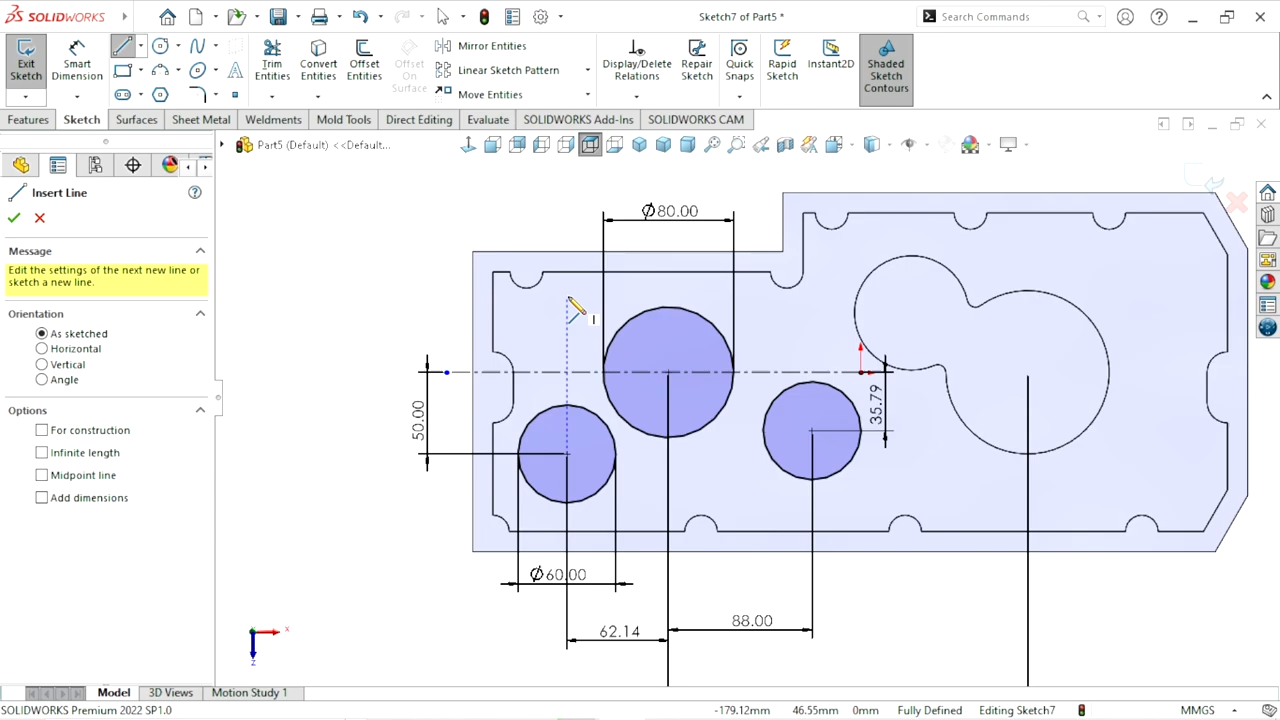 SOLIDWORKS
Sketch7 of Part5 *
Search Commands
Exit Sketch
Smart Dimension
Trim Entities
Convert Entities
Offset Entities
Offset On Surface
Mirror Entities
Linear Sketch Pattern
Move Entities
Display/Delete Relations
Repair Sketch
Quick Snaps
Rapid Sketch
Instant2D
Shaded Sketch Contours
Features
Sketch
Surfaces
Sheet Metal
Weldments
Mold Tools
Direct Editing
Evaluate
SOLIDWORKS Add-Ins
SOLIDWORKS CAM
Part5 (Default) <<Default...
Insert Line
Message
Edit the settings of the next new line or
sketch a new line.
Orientation
As sketched
Horizontal
Vertical
Angle
Options
For construction
Infinite length
Midpoint line
Add dimensions
Ø80.00
50.00
35.79
Ø60.00
62.14
88.00
x
z
Model
3D Views
Motion Study 1
SOLIDWORKS Premium 2022 SP1.0
-179.12mm
46.55mm
0mm
Fully Defined
Editing Sketch7
MMGS